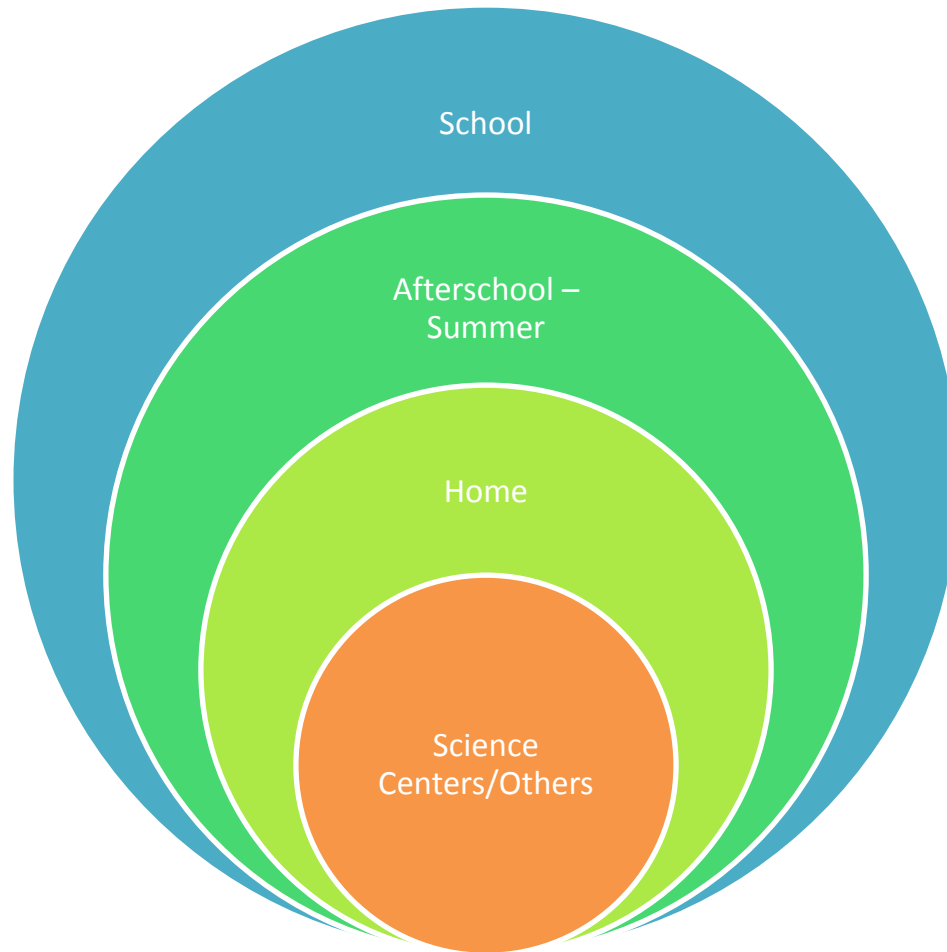 School
Afterschool –
Summer
Home
Science
Centers/Others